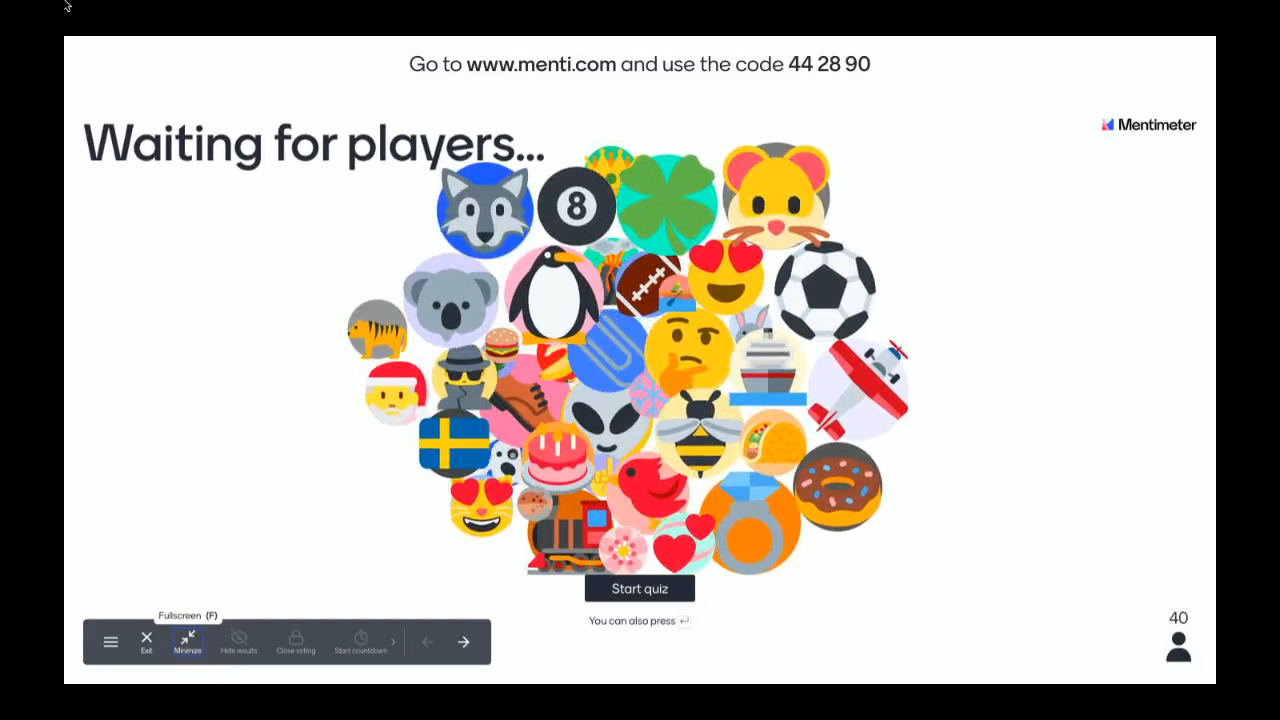 Go to www.menti.com and use the code 44 28 90
Waiting for players...
Mentimeter
8
Start quiz
You can also press ↵
Fullscreen (F)
Exit
Minimize
Hide results
Close voting
Start countdown
40